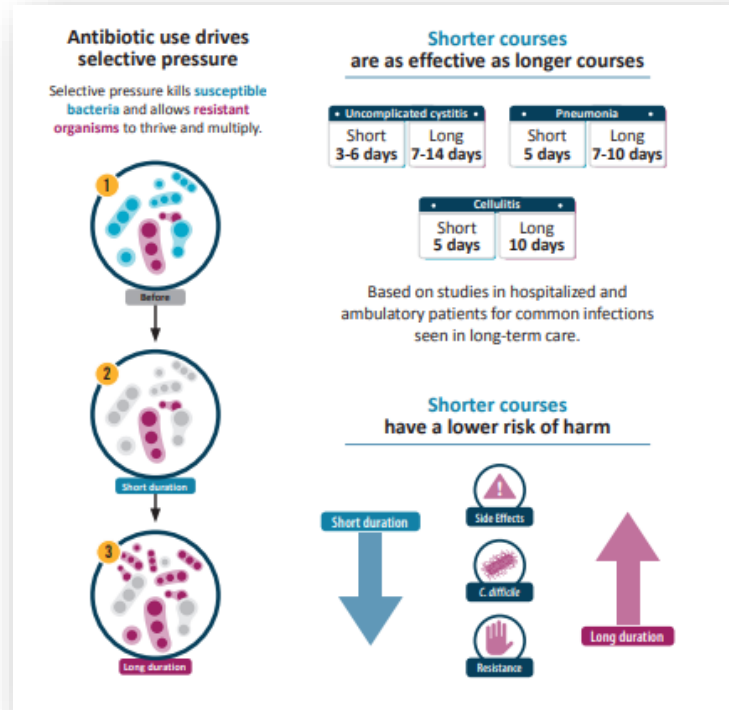 Antibiotic use drives
selective pressure
Selective pressure kills susceptible
bacteria and allows resistant
organisms to thrive and multiply.
1
Before
2
Short duration
3
Long duration
Shorter courses
are as effective as longer courses
• Uncomplicated cystitis •
Short Long
3-6 days 7-14 days
• Pneumonia •
Short Long
5 days 7-10 days
• Cellulitis •
Short Long
5 days 10 days
Based on studies in hospitalized and
ambulatory patients for common infections
seen in long-term care.
Shorter courses
have a lower risk of harm
Short duration
!
Side Effects
C. difficile
Resistance
Long duration